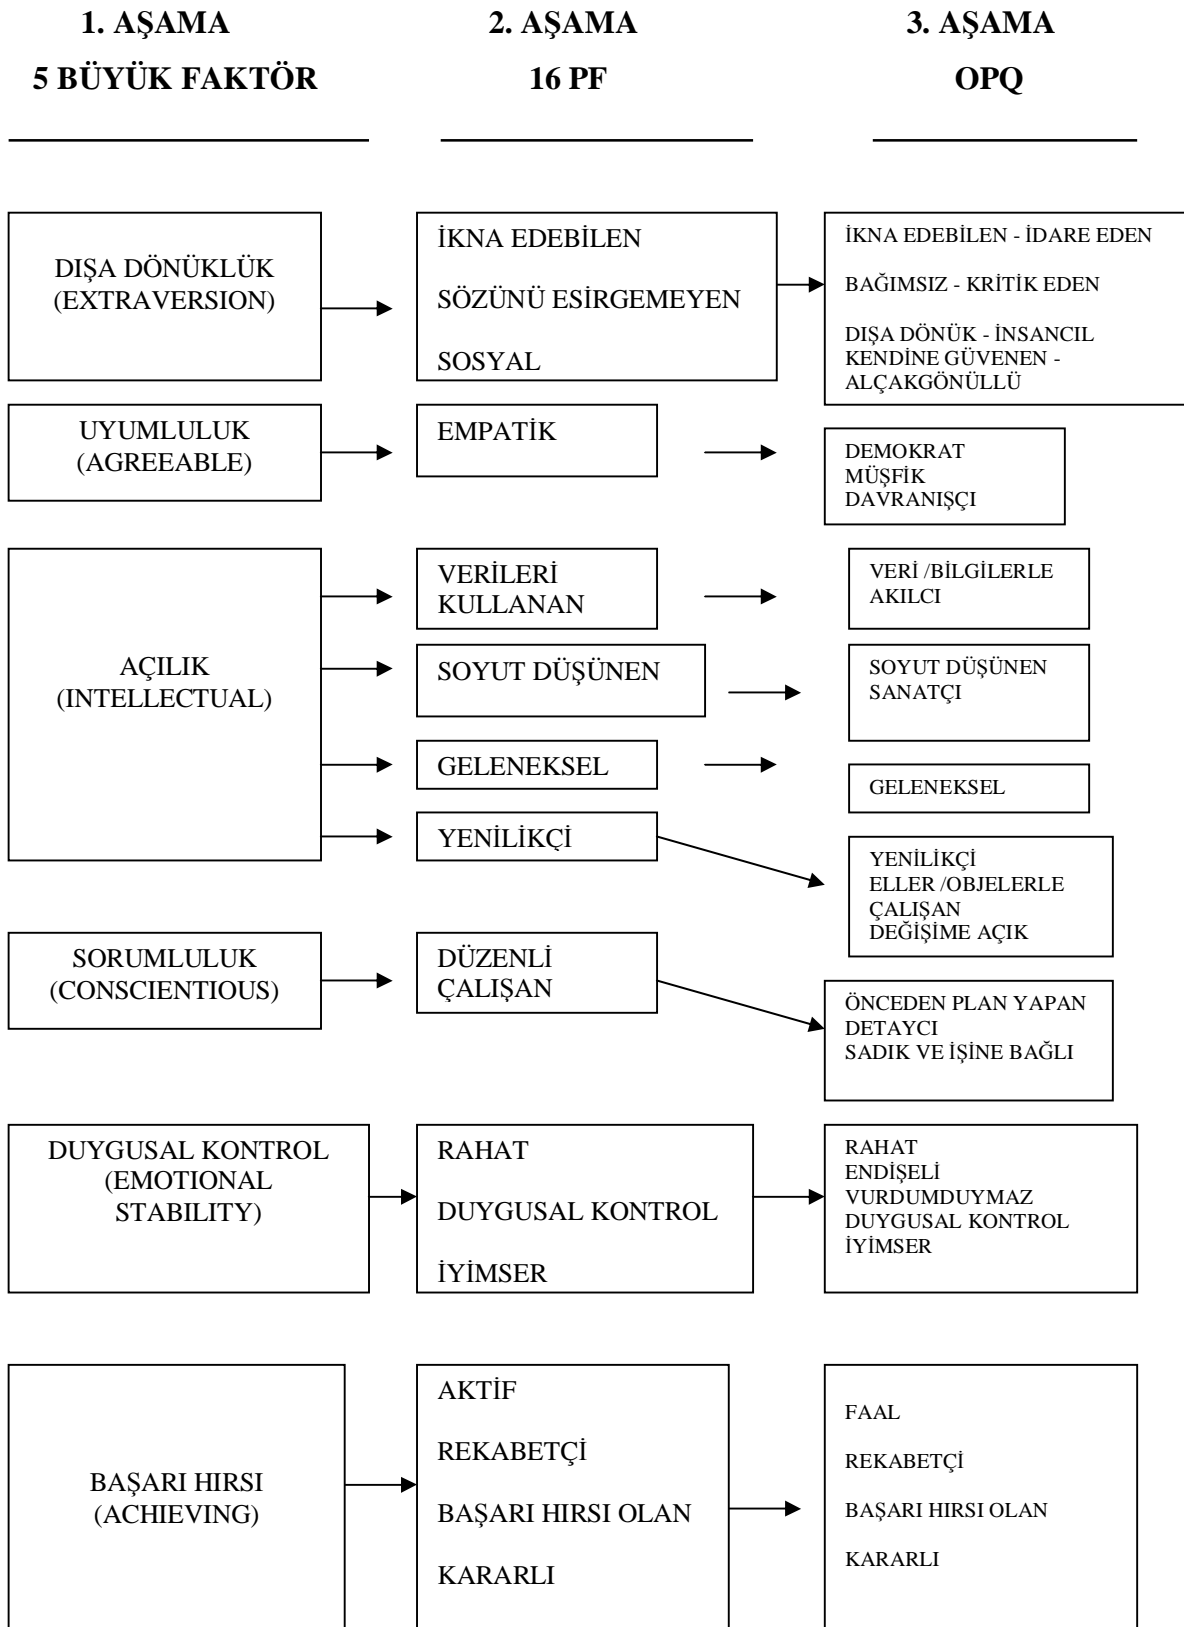 1. AŞAMA
5 BÜYÜK FAKTÖR
2. AŞAMA
16 PF
3. AŞAMA
OPQ
DIŞA DÖNÜKLÜK
(EXTRAVERSION)
İKNA EDEBİLEN
SÖZÜNÜ ESİRGEMEYEN
SOSYAL
İKNA EDEBİLEN - İDARE EDEN
BAĞIMSIZ - KRİTİK EDEN
DIŞA DÖNÜK - İNSANCIL
KENDİNE GÜVENEN -
ALÇAKGÖNÜLLÜ
UYUMLULUK
(AGREEABLE)
EMPATİK
DEMOKRAT
MÜŞFİK
DAVRANIŞÇI
AÇILIK
(INTELLECTUAL)
VERİLERİ
KULLANAN
VERİ /BİLGİLERLE
AKILCI
SOYUT DÜŞÜNEN
SOYUT DÜŞÜNEN
SANATÇI
GELENEKSEL
GELENEKSEL
YENİLİKÇİ
YENİLİKÇİ
ELLER /OBJELERLE
ÇALIŞAN
DEĞİŞİME AÇIK
SORUMLULUK
(CONSCIENTIOUS)
DÜZENLİ
ÇALIŞAN
ÖNCEDEN PLAN YAPAN
DETAYCI
SADIK VE İŞİNE BAĞLI
DUYGUSAL KONTROL
(EMOTIONAL
STABILITY)
RAHAT
DUYGUSAL KONTROL
İYİMSER
RAHAT
ENDİŞELİ
VURDUMDUYMAZ
DUYGUSAL KONTROL
İYİMSER
BAŞARI HIRSI
(ACHIEVING)
AKTİF
REKABETÇİ
BAŞARI HIRSI OLAN
KARARLI
FAAL
REKABETÇİ
BAŞARI HIRSI OLAN
KARARLI